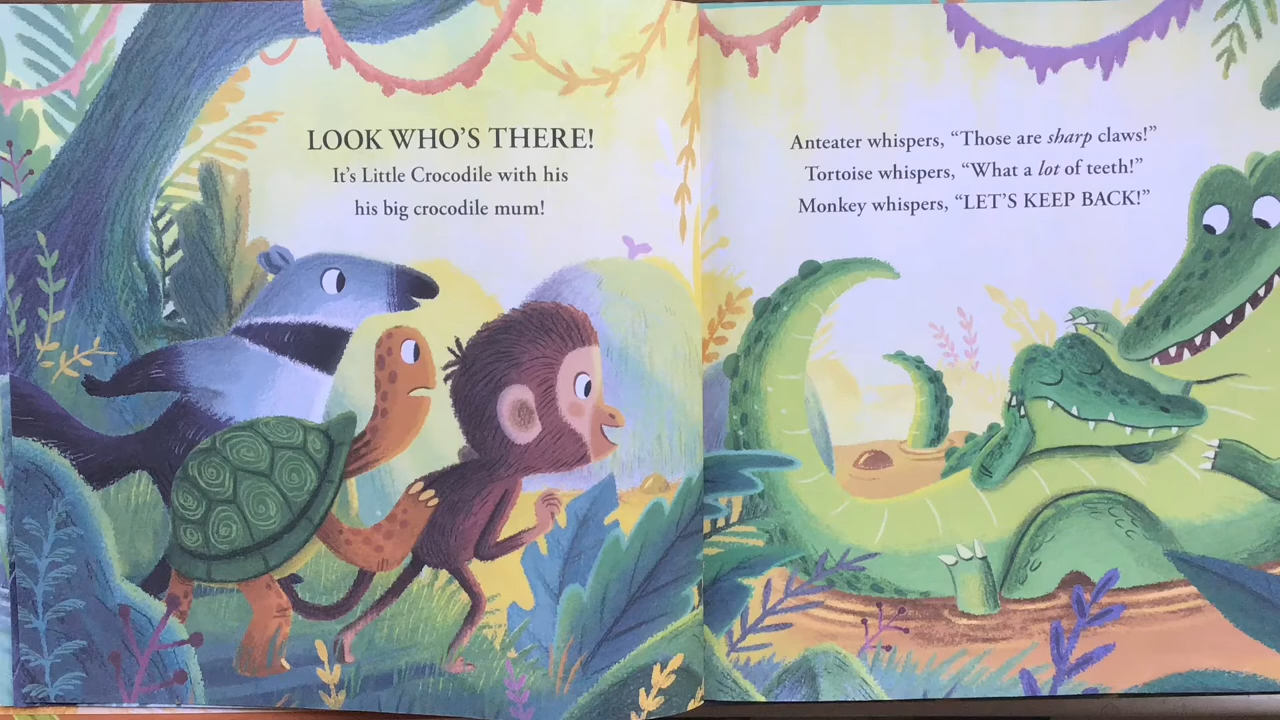 LOOK WHO'S THERE!
It's Little Crocodile with his
his big crocodile mum!
Anteater whispers, “Those are sharp claws!”
Tortoise whispers, “What a lot of teeth!”
Monkey whispers, “LET'S KEEP BACK!”